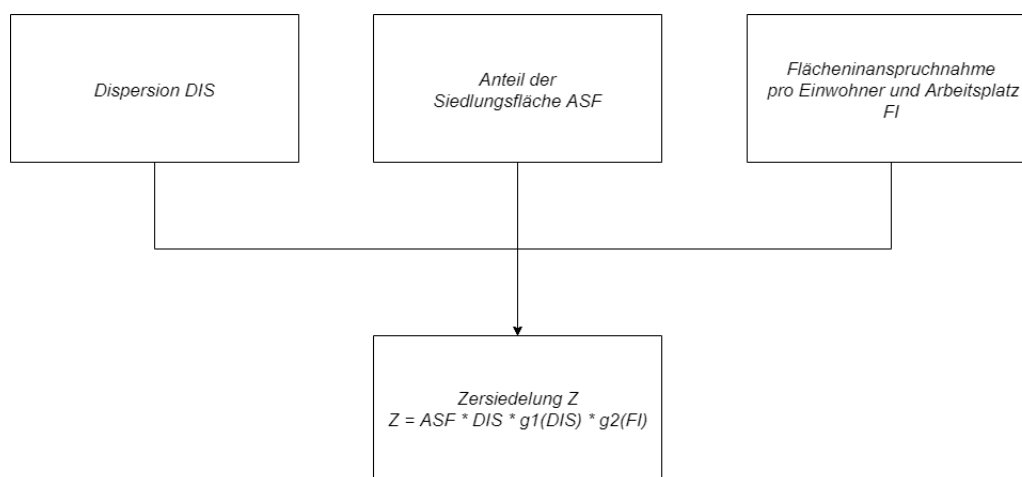 Dispersion DIS
Anteil der
Siedlungsfläche ASF
Flächeninanspruchnahme
pro Einwohner und Arbeitsplatz
FI
Zersiedelung Z
Z = ASF * DIS * g1(DIS) * g2(FI)